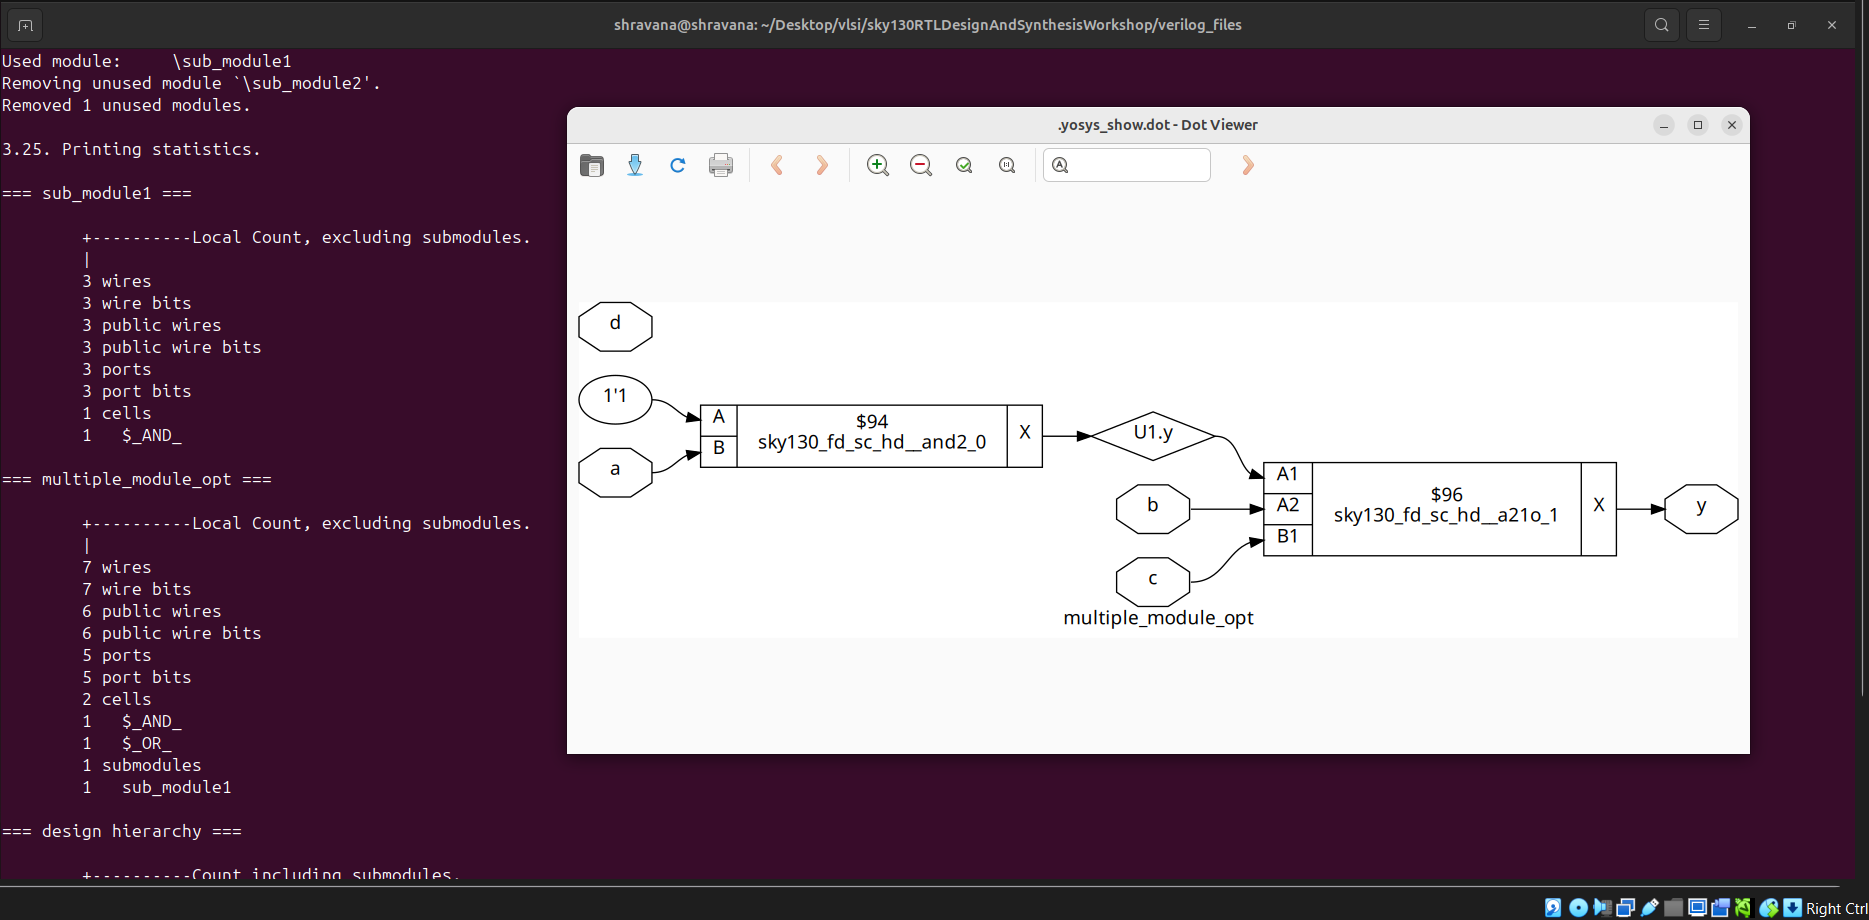 shravana@shravana: ~/Desktop/vlsi/sky130RTLDesignAndSynthesisWorkshop/verilog_files
Used module:     \sub_module1
Removing unused module `\sub_module2'.
Removed 1 unused modules.
3.25. Printing statistics.
=== sub_module1 ===
+----------Local Count, excluding submodules.
|
3 wires
3 wire bits
3 public wires
3 public wire bits
3 ports
3 port bits
1 cells
1   $_AND_
=== multiple_module_opt ===
+----------Local Count, excluding submodules.
|
7 wires
7 wire bits
6 public wires
6 public wire bits
5 ports
5 port bits
2 cells
1   $_AND_
1   $_OR_
1 submodules
1   sub_module1
=== design hierarchy ===
+----------Count including submodules.
.yosys_show.dot - Dot Viewer
d
1'1
a
A
B
$94
sky130_fd_sc_hd__and2_0
X
U1.y
b
c
A1
A2
B1
$96
sky130_fd_sc_hd__a21o_1
X
y
multiple_module_opt
Right Ctrl